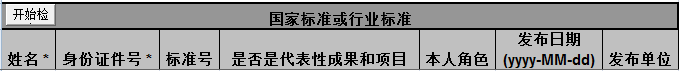 开始检
国家标准或行业标准
姓名 * 身份证件号 * 标准号 是否是代表性成果和项目 本人角色 发布日期 (yyyy-MM-dd) 发布单位